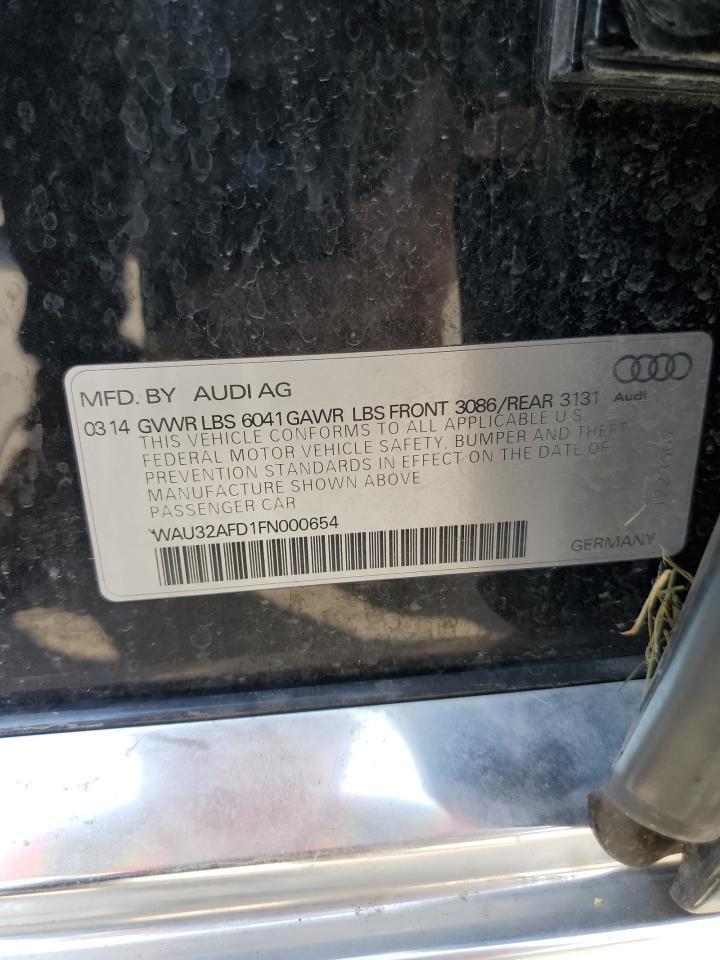 MFD. BY AUDI AG
Audi
03 14 GVWR LBS 6041 GAWR LBS FRONT 3086/REAR 3131
THIS VEHICLE CONFORMS TO ALL APPLICABLE U S
FEDERAL MOTOR VEHICLE SAFETY, BUMPER AND THEFT
PREVENTION STANDARDS IN EFFECT ON THE DATE OF
MANUFACTURE SHOWN ABOVE
PASSENGER CAR
*WAU32AFD1FN000654
GERMANY